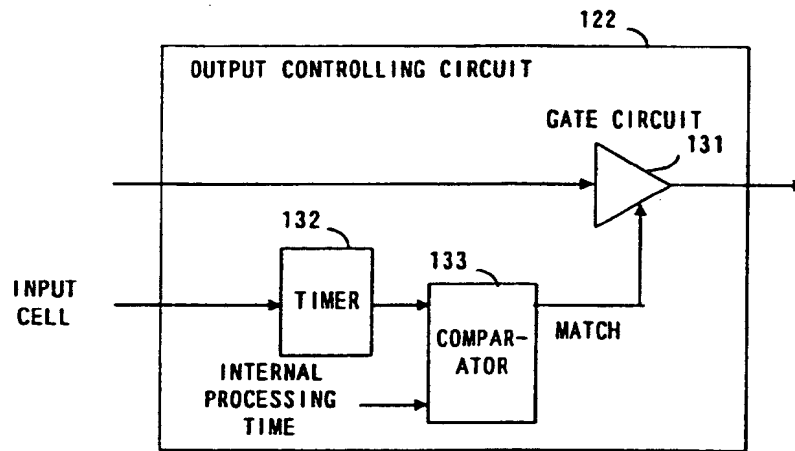 122
OUTPUT CONTROLLING CIRCUIT
GATE CIRCUIT
131
132
133
INPUT
CELL
TIMER
COMPAR-
ATOR
MATCH
INTERNAL
PROCESSING
TIME